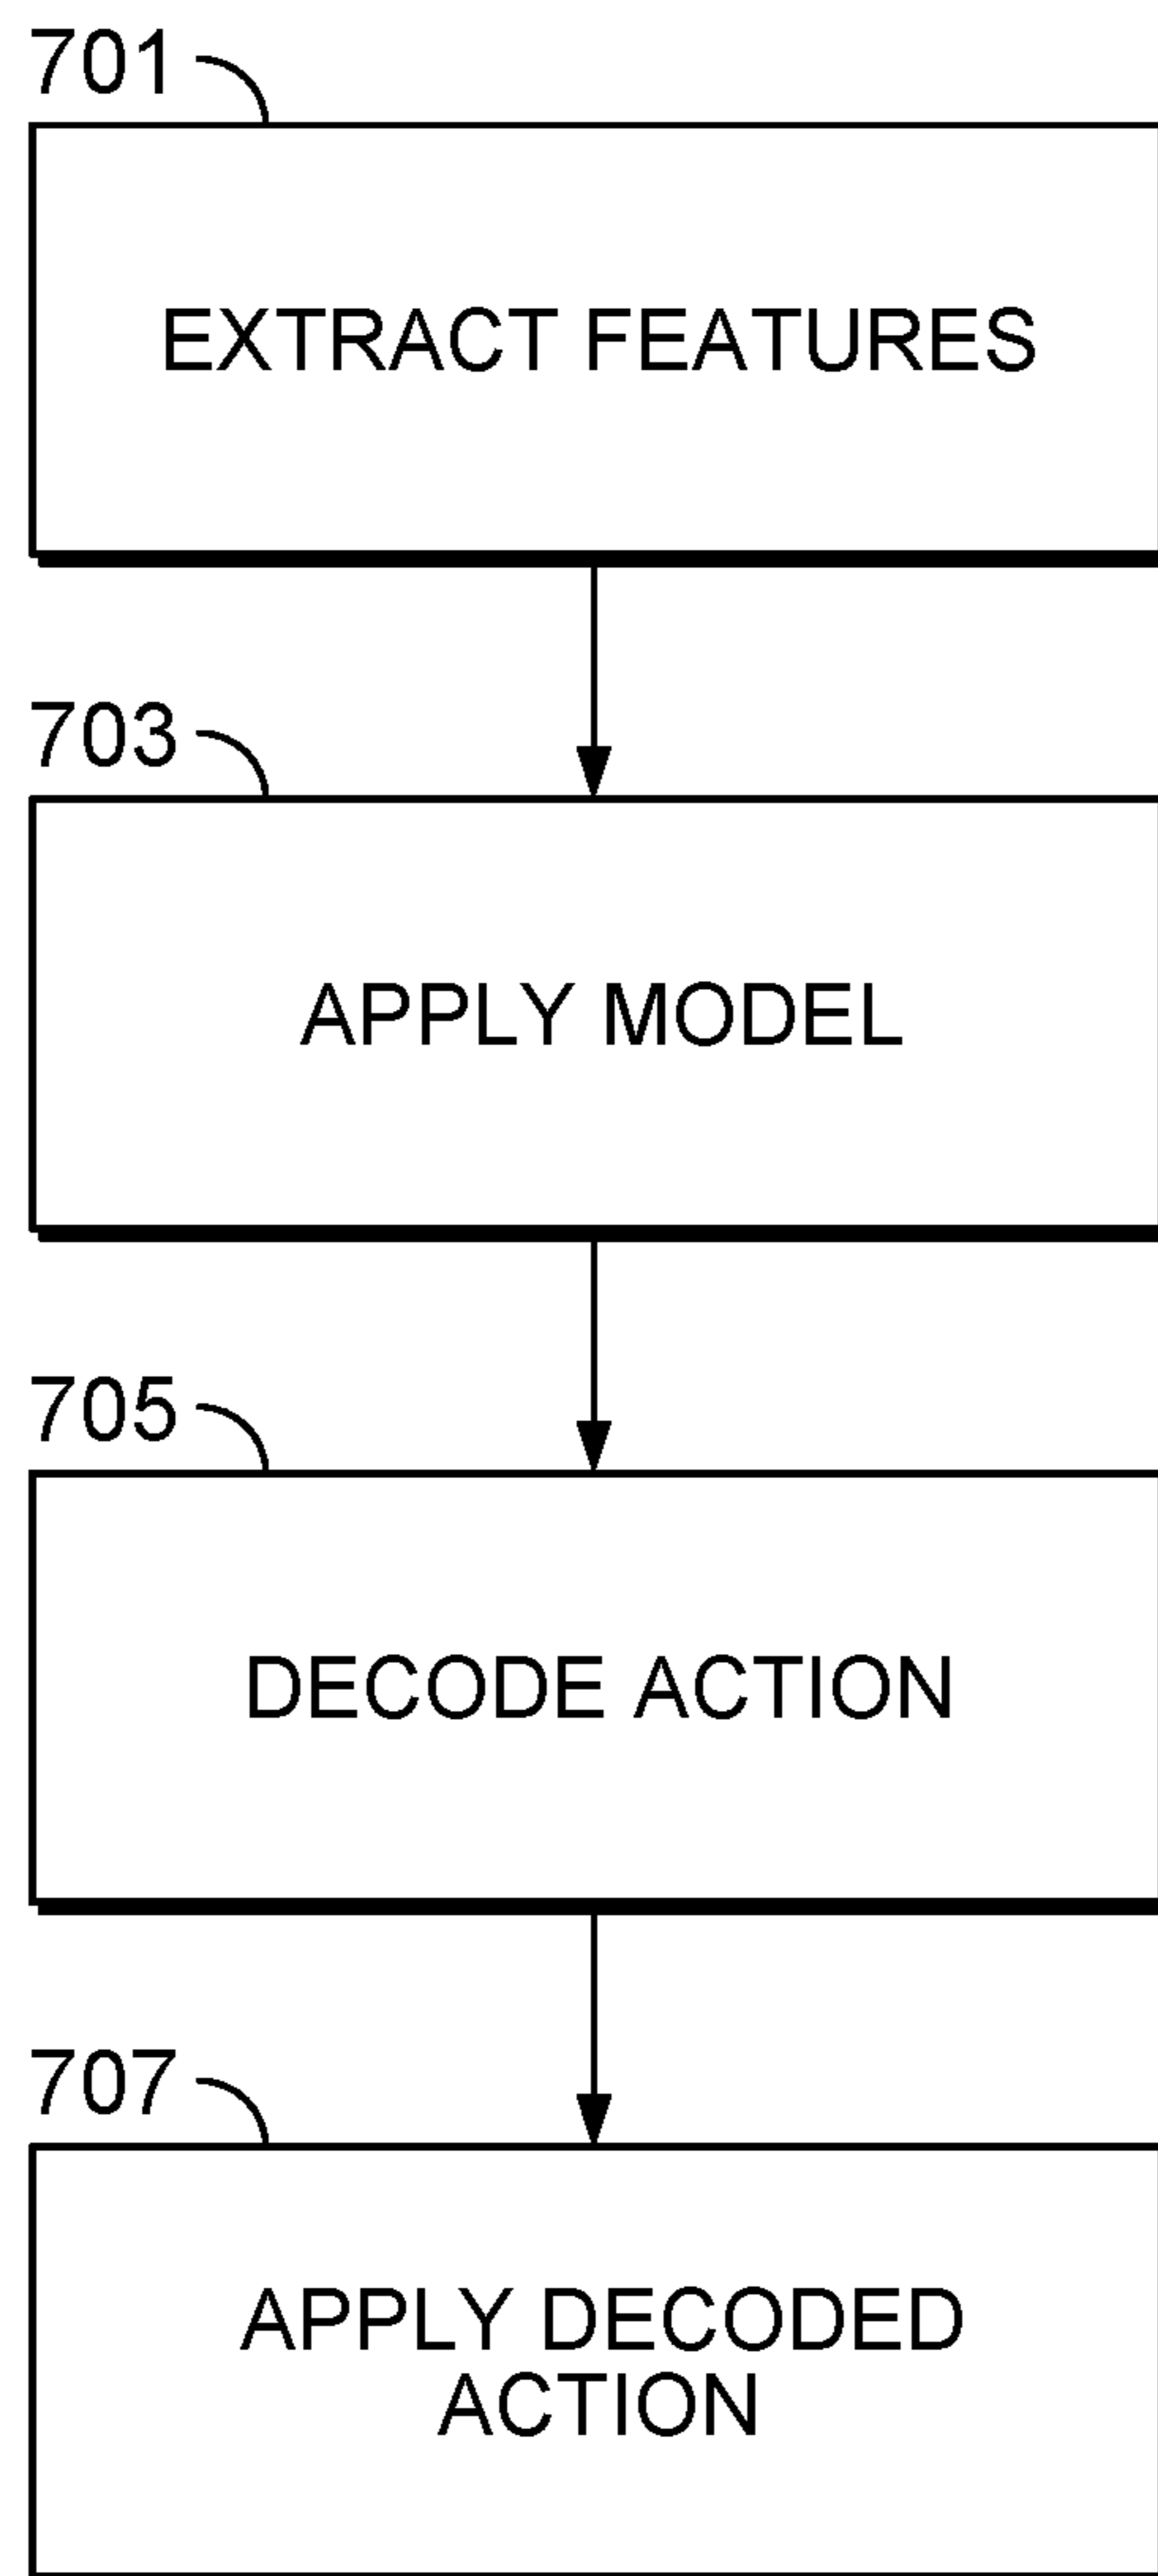 701
EXTRACT FEATURES
703
APPLY MODEL
705
DECODE ACTION
707
APPLY DECODED
ACTION